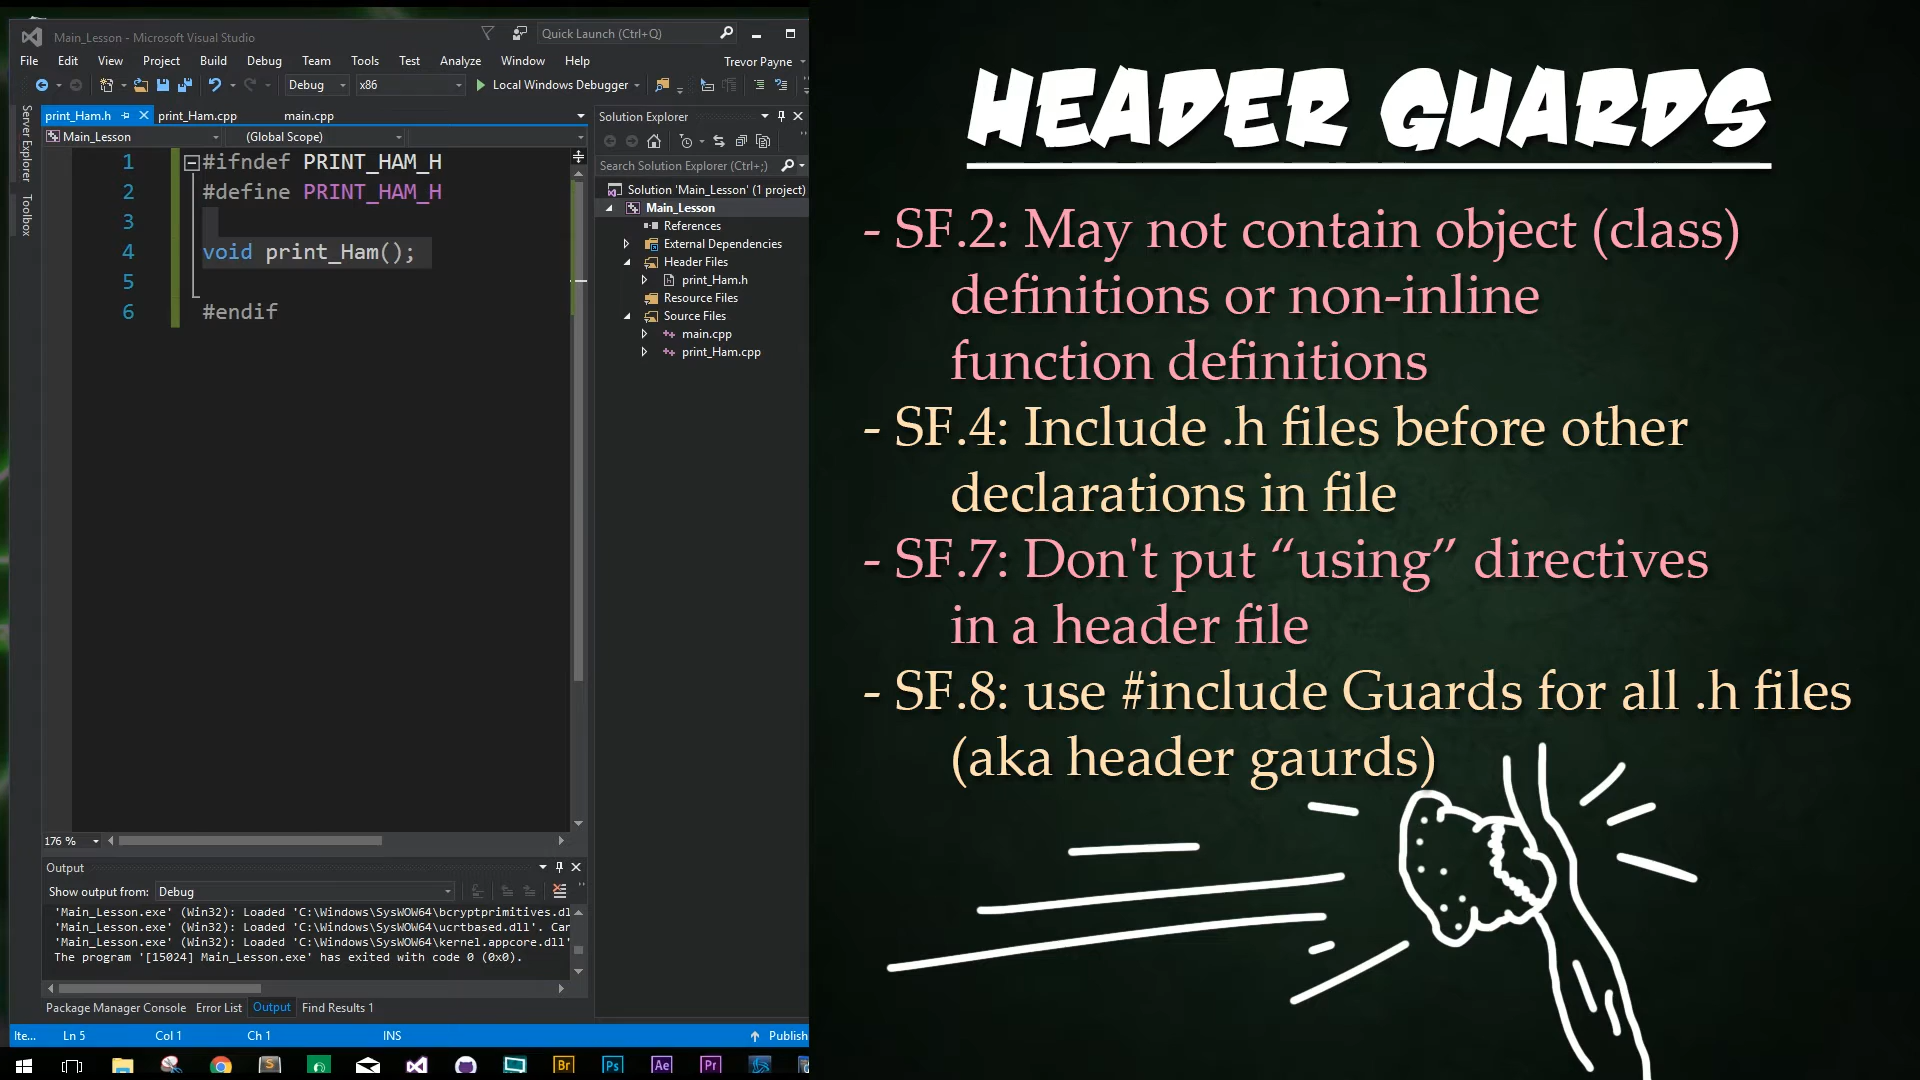 Main_Lesson - Microsoft Visual Studio
Quick Launch (Ctrl+Q)
File Edit View Project Build Debug Team Tools Test Analyze Window Help
Trevor Payne
Debug x86 Local Windows Debugger
Server Explorer
Toolbox
print_Ham.h print_Ham.cpp main.cpp
Main_Lesson (Global Scope)
1 #ifndef PRINT_HAM_H
2 #define PRINT_HAM_H
3
4 void print_Ham();
5
6 #endif
176 %
Solution Explorer
Search Solution Explorer (Ctrl+;)
Solution 'Main_Lesson' (1 project)
Main_Lesson
References
External Dependencies
Header Files
print_Ham.h
Resource Files
Source Files
main.cpp
print_Ham.cpp
Output
Show output from: Debug
'Main_Lesson.exe' (Win32): Loaded 'C:\Windows\SysWOW64\bcryptprimitives.dl
'Main_Lesson.exe' (Win32): Loaded 'C:\Windows\SysWOW64\ucrtbased.dll'. Can
'Main_Lesson.exe' (Win32): Loaded 'C:\Windows\SysWOW64\kernel.appcore.dll'
The program '[15024] Main_Lesson.exe' has exited with code 0 (0x0).
Package Manager Console Error List Output Find Results 1
Ite... Ln 5 Col 1 Ch 1 INS Publish
S Br Ps Ae Pr
HEADER GUARDS
- SF.2: May not contain object (class)
definitions or non-inline
function definitions
- SF.4: Include .h files before other
declarations in file
- SF.7: Don't put “using” directives
in a header file
- SF.8: use #include Guards for all .h files
(aka header gaurds)